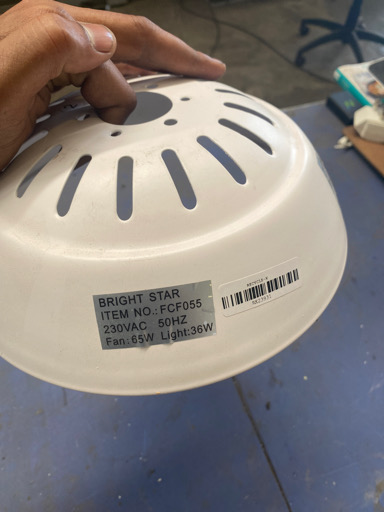 BRIGHT STAR
ITEM NO.:FCF055
230VAC 50HZ
Fan:65W Light:36W